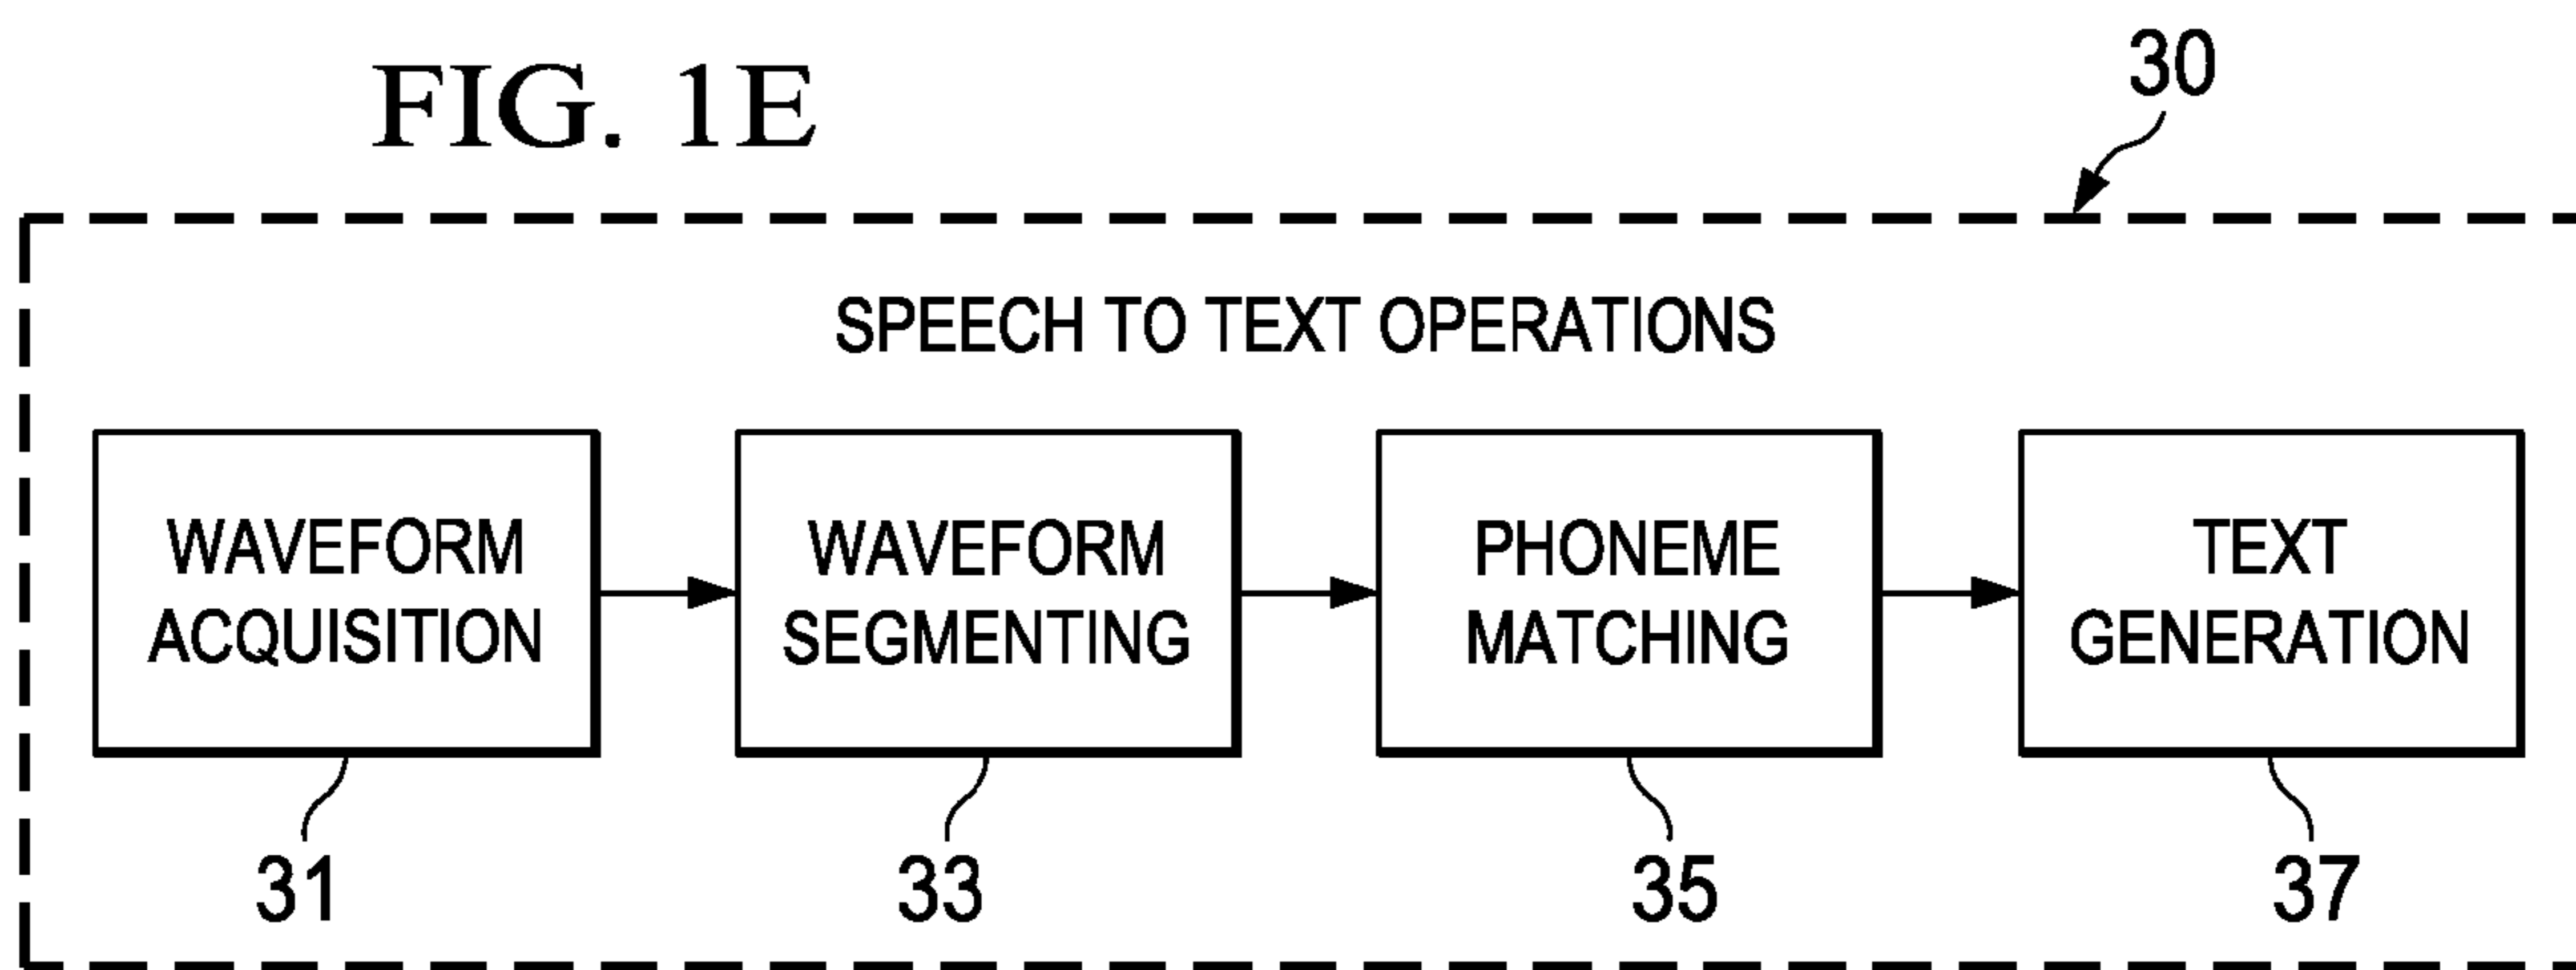 FIG. 1E
30
SPEECH TO TEXT OPERATIONS
WAVEFORM
ACQUISITION
WAVEFORM
SEGMENTING
PHONEME
MATCHING
TEXT
GENERATION
31
33
35
37